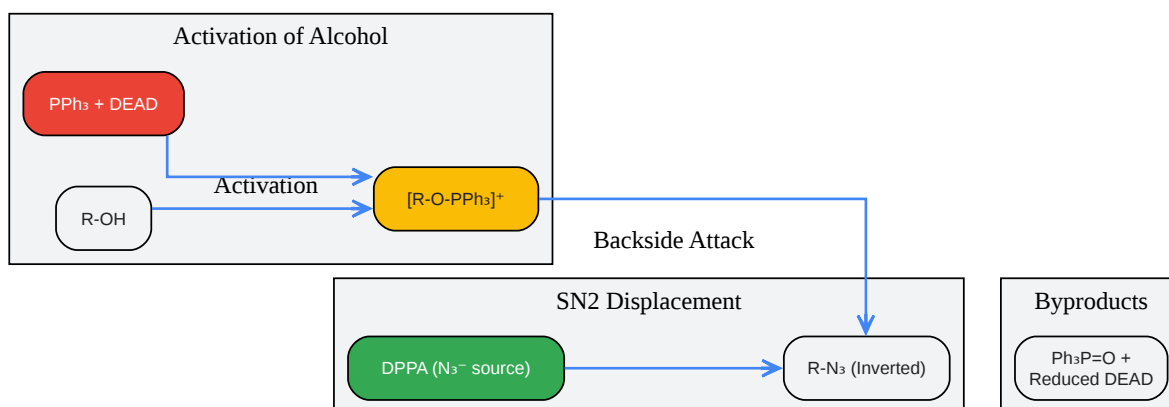 Activation of Alcohol
PPh₃ + DEAD
Activation
R-OH
[R-O-PPh₃]⁺
Backside Attack
SN2 Displacement
DPPA (N₃⁻ source)
R-N₃ (Inverted)
Byproducts
Ph₃P=O +
Reduced DEAD